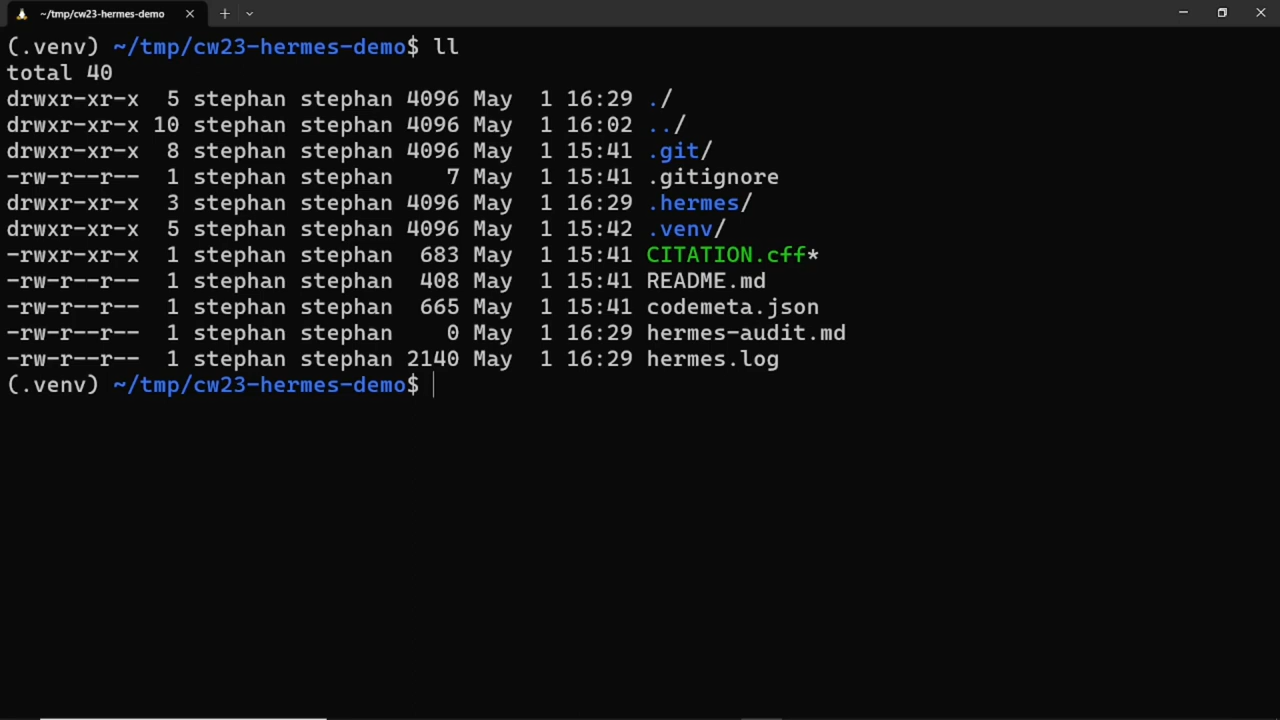 ~/tmp/cw23-hermes-demo
(.venv) ~/tmp/cw23-hermes-demo$ ll
total 40
drwxr-xr-x  5 stephan stephan 4096 May  1 16:29 ./
drwxr-xr-x 10 stephan stephan 4096 May  1 16:02 ../
drwxr-xr-x  8 stephan stephan 4096 May  1 15:41 .git/
-rw-r--r--  1 stephan stephan    7 May  1 15:41 .gitignore
drwxr-xr-x  3 stephan stephan 4096 May  1 16:29 .hermes/
drwxr-xr-x  5 stephan stephan 4096 May  1 15:42 .venv/
-rwxr-xr-x  1 stephan stephan  683 May  1 15:41 CITATION.cff*
-rw-r--r--  1 stephan stephan  408 May  1 15:41 README.md
-rw-r--r--  1 stephan stephan  665 May  1 15:41 codemeta.json
-rw-r--r--  1 stephan stephan    0 May  1 16:29 hermes-audit.md
-rw-r--r--  1 stephan stephan 2140 May  1 16:29 hermes.log
(.venv) ~/tmp/cw23-hermes-demo$